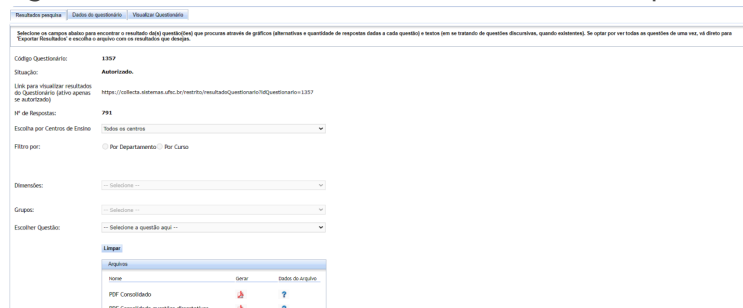 Resultados pesquisa Dados do questionário Visualizar Questionário
Selecione os campos abaixo para encontrar o resultado da(s) questão(ões) que procuras através de gráficos (alternativas e quantidade de respostas dadas a cada questão) e textos (em se tratando de questões discursivas, quando existentes). Se optar por ver todas as questões de uma vez, vá direto para
'Exportar Resultados' e escolha o arquivo com os resultados que desejas.
Código Questionário: 1357
Situação: Autorizado.
Link para visualizar resultados
do Questionário (ativo apenas https://collecta.sistemas.ufsc.br/restrito/resultadoQuestionario?idQuestionario=1357
se autorizado)
Nº de Respostas: 791
Escolha por Centros de Ensino Todos os centros
Filtro por: Por Departamento Por Curso
Dimensões: -- Selecione --
Grupos: -- Selecione --
Escolher Questão: -- Selecione a questão aqui --
Limpar
Arquivos
Nome Gerar Dados do Arquivo
PDF Consolidado